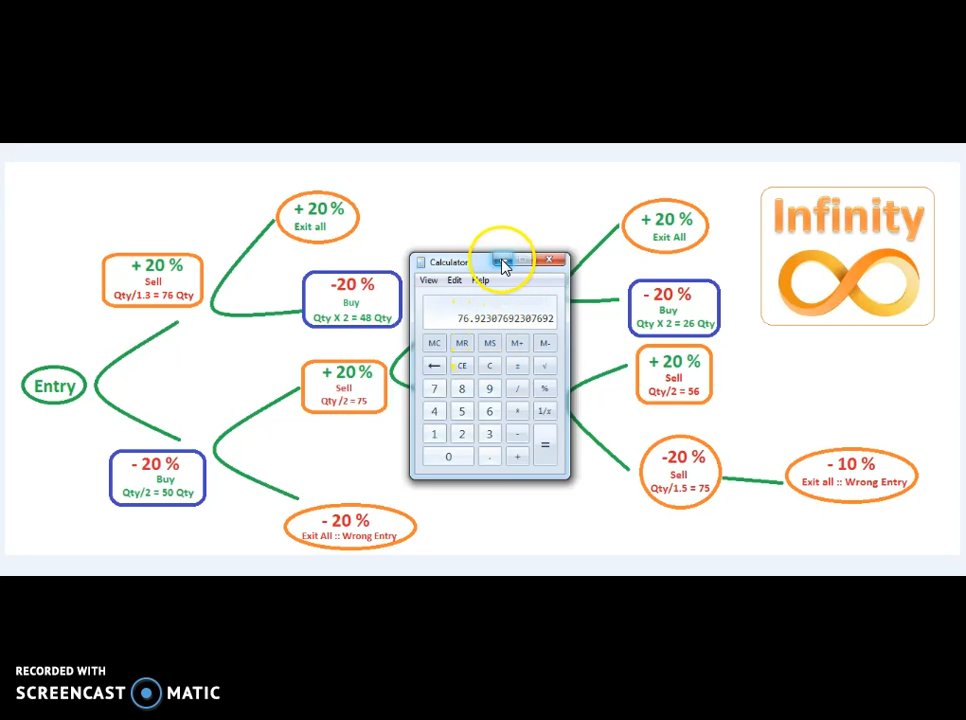 + 20 %
Exit all
Infinity
+ 20 %
Exit All
+ 20 %
Sell
Qty/1.3 = 76 Qty
- 20 %
Buy
Qty X 2 = 48 Qty
- 20 %
Buy
Qty X 2 = 26 Qty
Entry
+ 20 %
Sell
Qty /2 = 75
+ 20 %
Sell
Qty/2 = 56
- 20 %
Buy
Qty/2 = 50 Qty
- 20 %
Exit All :: Wrong Entry
-20 %
Sell
Qty/1.5 = 75
- 10 %
Exit all :: Wrong Entry
Calculator
View Edit Help
76.92307692307692
MC MR MS M+ M-
← CE C ± √
7 8 9 / %
4 5 6 * 1/x
1 2 3 - =
0 . +
RECORDED WITH
SCREENCAST MATIC